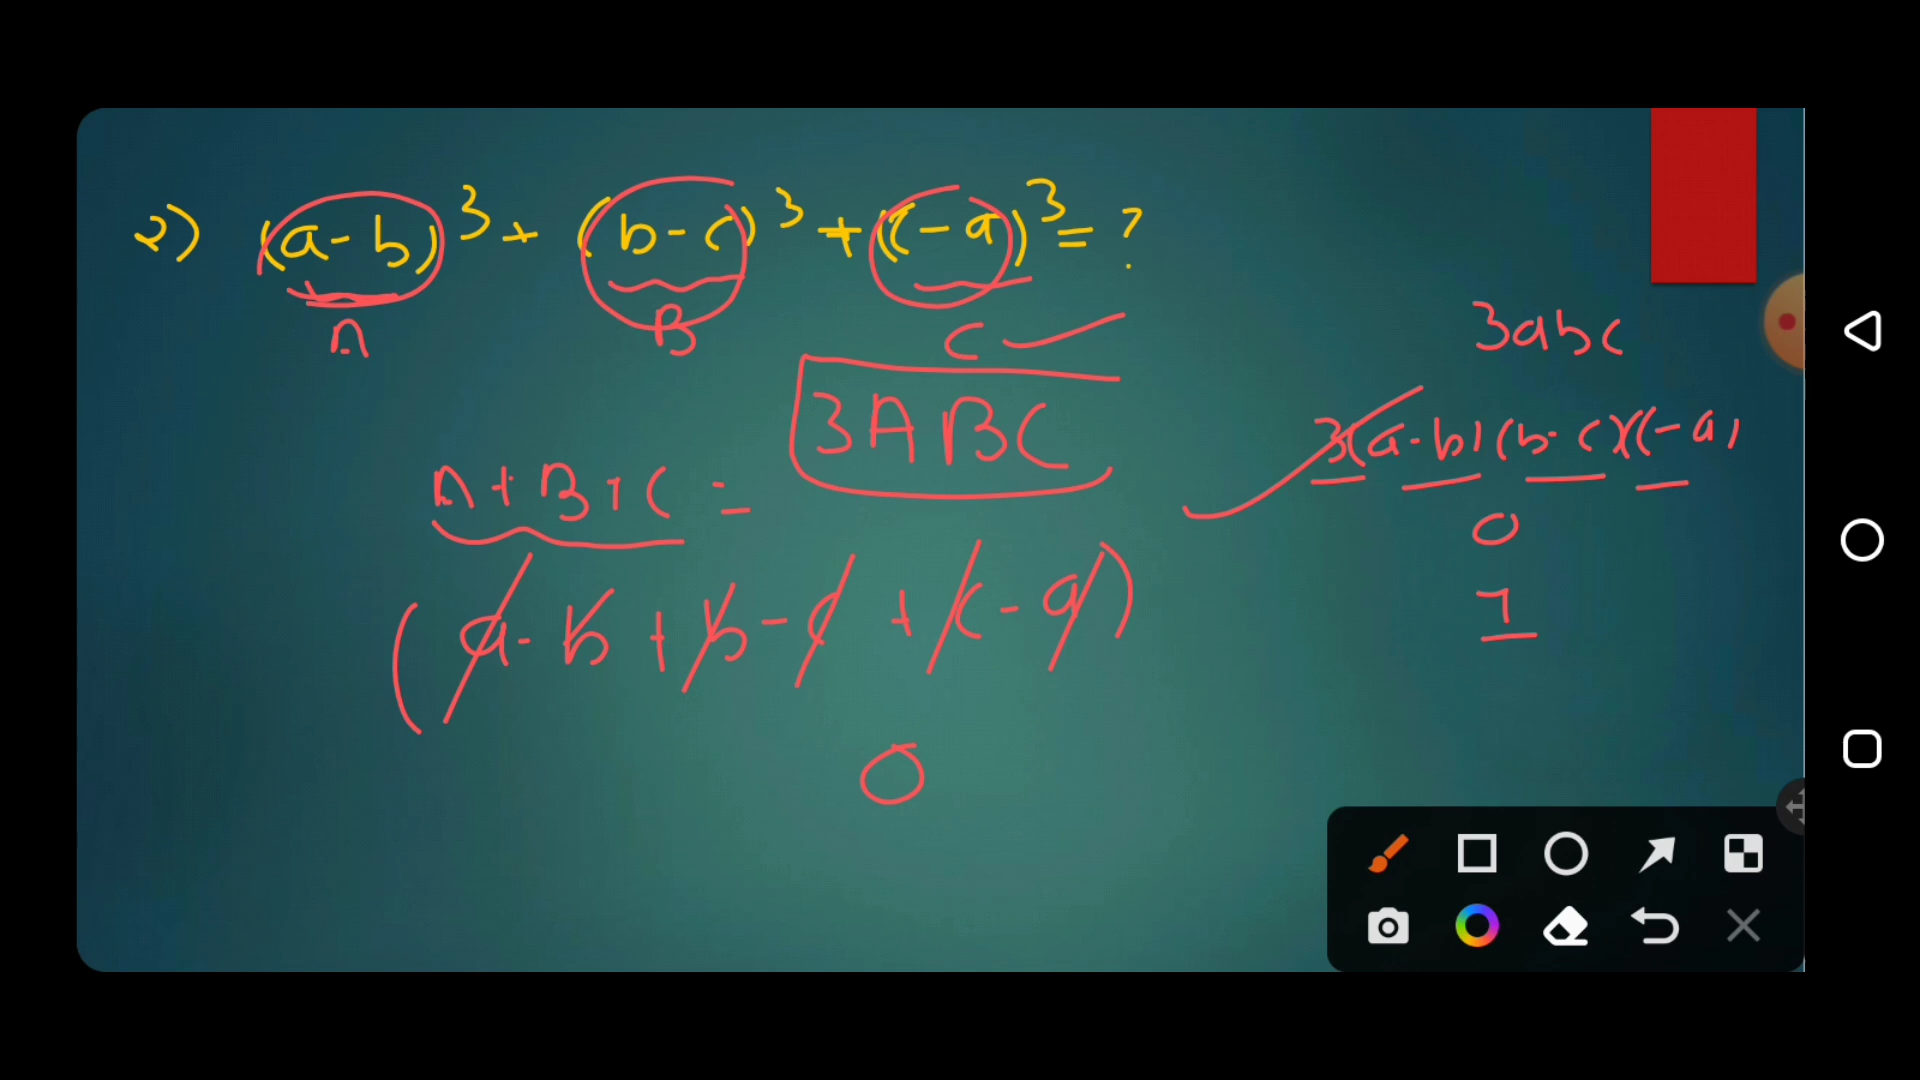 2) (a-b)³ + (b-c)³ + (c-a)³ = ?
A B C
3abc
3ABC
3(a-b)(b-c)(c-a)
A+B+C =
0
(a-b+b-c+c-a)
1
0